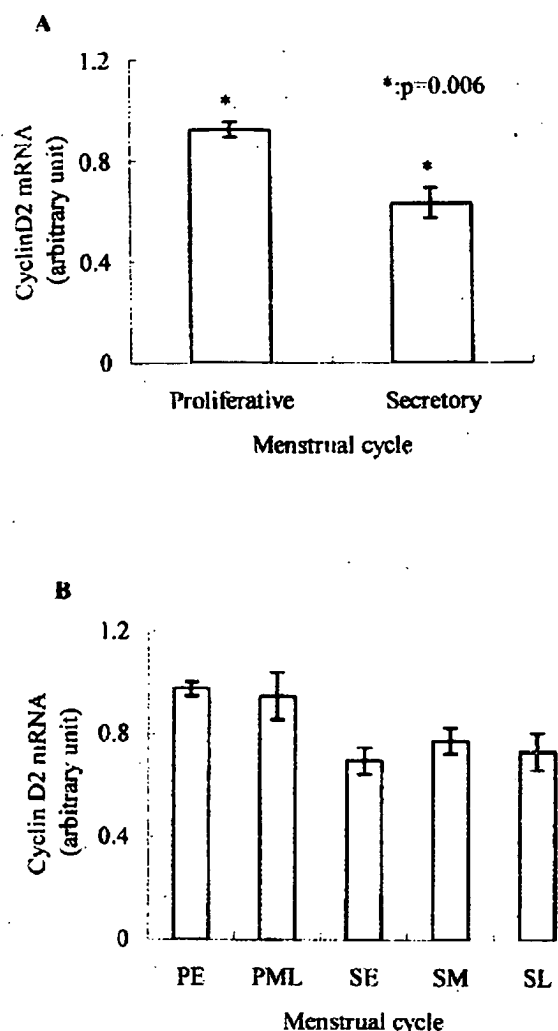 A
1.2
0.8
0.4
0
CyclinD2 mRNA
(arbitrary unit)
*
*
*:p=0.006
Proliferative
Secretory
Menstrual cycle
B
1.2
0.8
0.4
0
Cyclin D2 mRNA
(arbitrary unit)
PE PML SE SM SL
Menstrual cycle